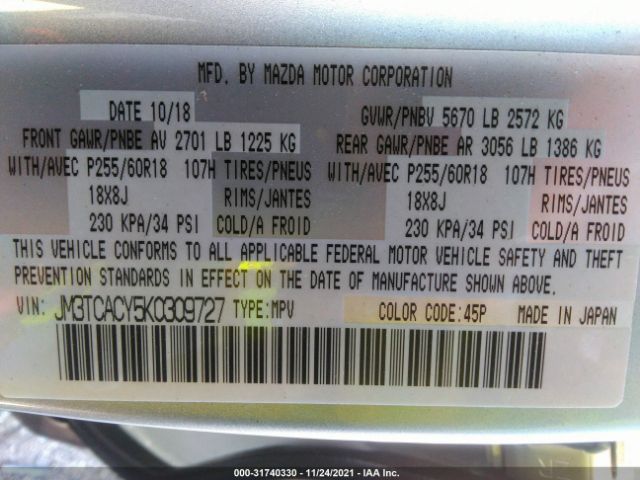 MFD. BY MAZDA MOTOR CORPORATION
DATE 10/18 GVWR/PNBV 5670 LB 2572 KG
FRONT GAWR/PNBE AV 2701 LB 1225 KG REAR GAWR/PNBE AR 3056 LB 1386 KG
WITH/AVEC P255/60R18 107H TIRES/PNEUS WITH/AVEC P255/60R18 107H TIRES/PNEUS
18X8J RIMS/JANTES 18X8J RIMS/JANTES
230 KPA/34 PSI COLD/A FROID 230 KPA/34 PSI COLD/A FROID
THIS VEHICLE CONFORMS TO ALL APPLICABLE FEDERAL MOTOR VEHICLE SAFETY AND THEFT
PREVENTION STANDARDS IN EFFECT ON THE DATE OF MANUFACTURE SHOWN ABOVE.
VIN: JM3TCACY5K0309727 TYPE:MPV COLOR CODE:45P MADE IN JAPAN
000-31740330 — 11/24/2021 — IAA Inc.